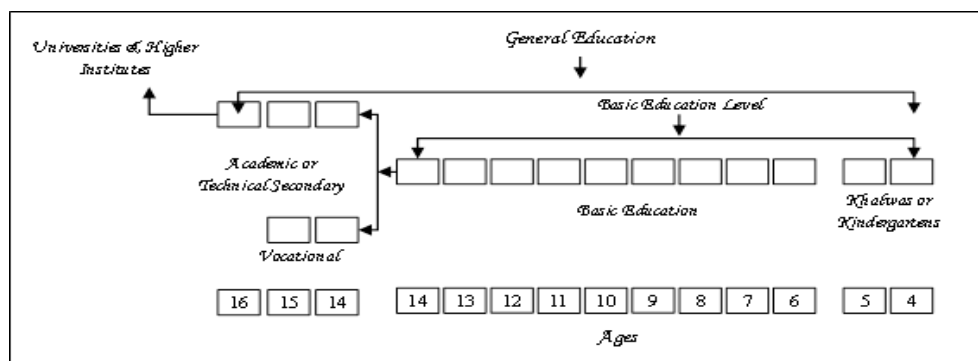 General Education
Universities & Higher
Institutes
Basic Education Level
Academic or
Technical Secondary
Basic Education
Khalwas or
Kindergartens
Vocational
16 15 14 14 13 12 11 10 9 8 7 6 5 4
Ages